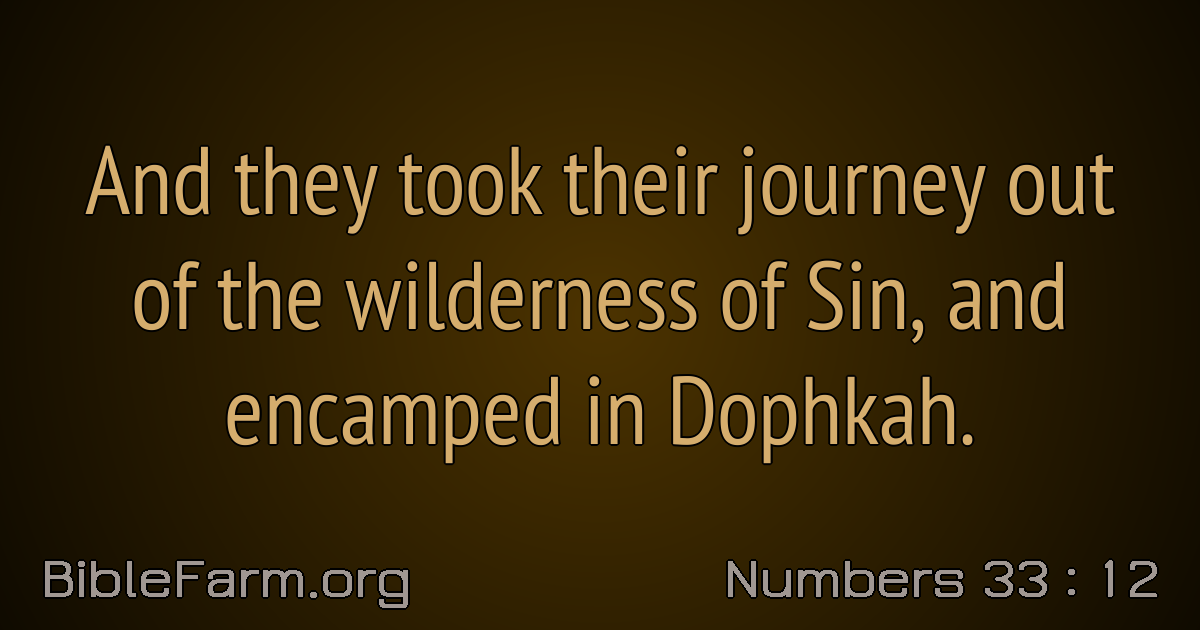 And they took their journey out
of the wilderness of Sin, and
encamped in Dophkah.
BibleFarm.org
Numbers 33 : 12